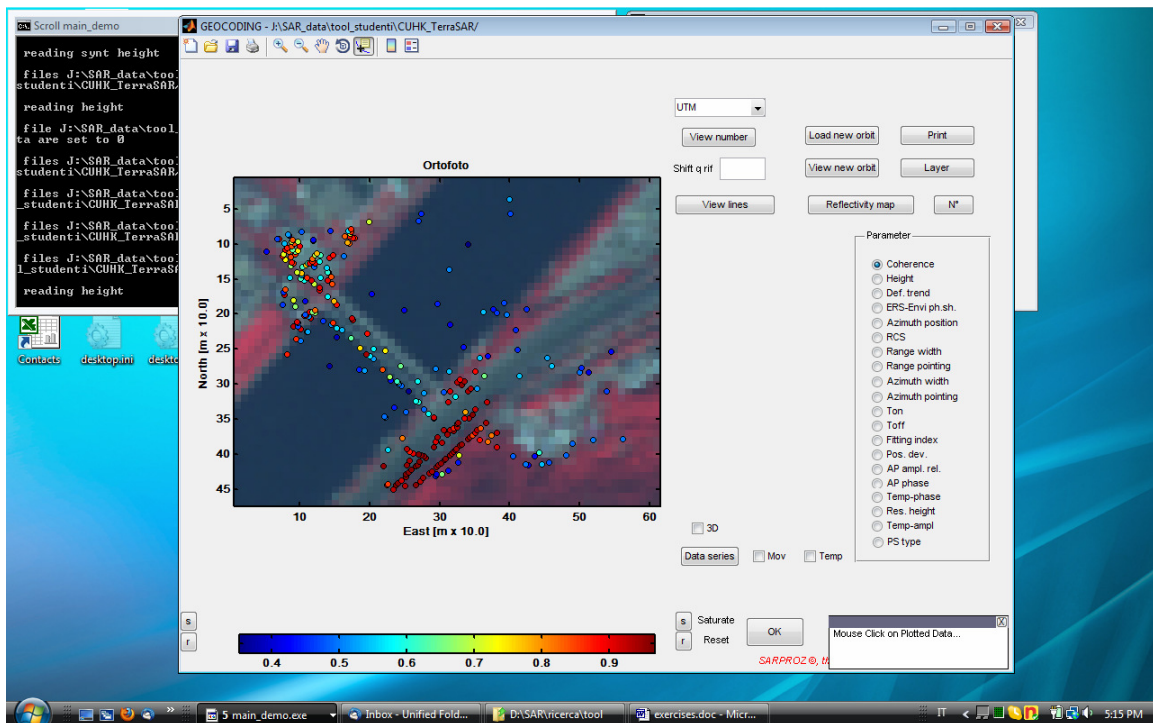 Scroll main_demo
reading synt height
files J:\SAR_data\tool
studenti\CUHK_TerraSAR
reading height
file J:\SAR_data\tool_
ta are set to 0
files J:\SAR_data\tool
studenti\CUHK_TerraSAR
files J:\SAR_data\tool
_studenti\CUHK_TerraSAR
files J:\SAR_data\tool
_studenti\CUHK_TerraSAR
files J:\SAR_data\tool
l_studenti\CUHK_TerraSA
reading height
Contacts
desktop.ini
deskto
GEOCODING - J:\SAR_data\tool_studenti\CUHK_TerraSAR/
Ortofoto
5
10
15
20
25
30
35
40
45
North [m x 10.0]
10 20 30 40 50 60
East [m x 10.0]
UTM
View number
Load new orbit
Print
Shift q rif
View new orbit
Layer
View lines
Reflectivity map
N°
Parameter
Coherence
Height
Def. trend
ERS-Envi ph.sh.
Azimuth position
RCS
Range width
Range pointing
Azimuth width
Azimuth pointing
Ton
Toff
Fitting index
Pos. dev.
AP ampl. rel.
AP phase
Temp-phase
Res. height
Temp-ampl
PS type
3D
Data series
Mov
Temp
s
r
0.4 0.5 0.6 0.7 0.8 0.9
s Saturate
r Reset
OK
Mouse Click on Plotted Data...
SARPROZ ©, th
5 main_demo.exe
Inbox - Unified Fold...
D:\SAR\ricerca\tool
exercises.doc - Micr...
IT
5:15 PM